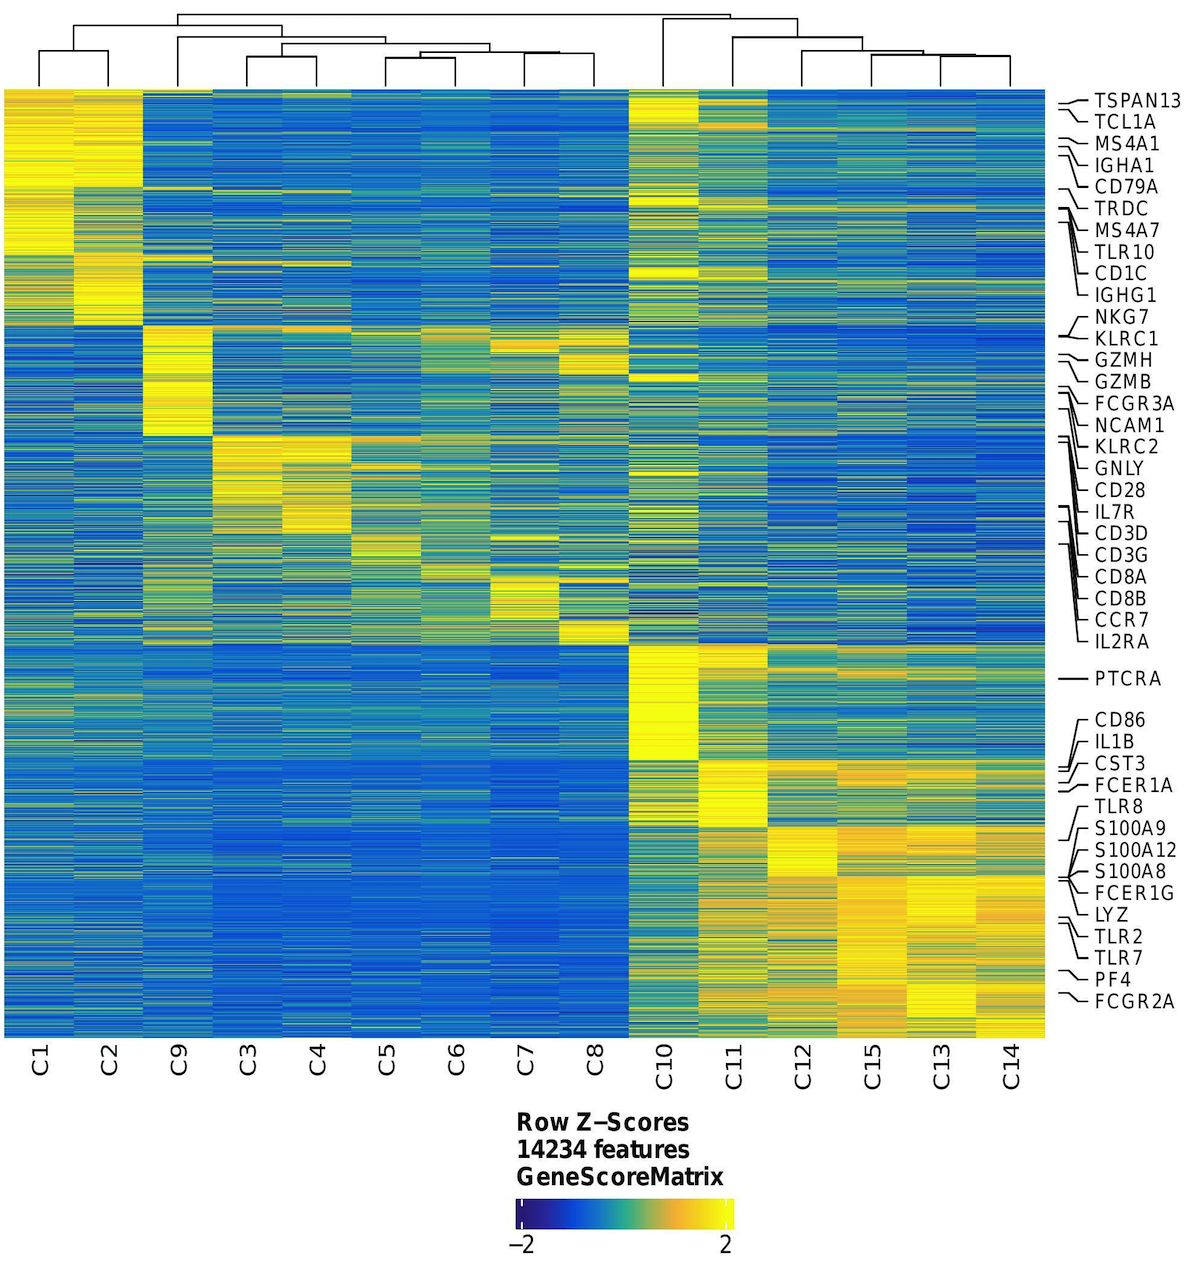 TSPAN13
TCL1A
MS4A1
IGHA1
CD79A
TRDC
MS4A7
TLR10
CD1C
IGHG1
NKG7
KLRC1
GZMH
GZMB
FCGR3A
NCAM1
KLRC2
GNLY
CD28
IL7R
CD3D
CD3G
CD8A
CD8B
CCR7
IL2RA
PTCRA
CD86
IL1B
CST3
FCER1A
TLR8
S100A9
S100A12
S100A8
FCER1G
LYZ
TLR2
TLR7
PF4
FCGR2A
C1 C2 C9 C3 C4 C5 C6 C7 C8 C10 C11 C12 C15 C13 C14
Row Z−Scores
14234 features
GeneScoreMatrix
−2 2